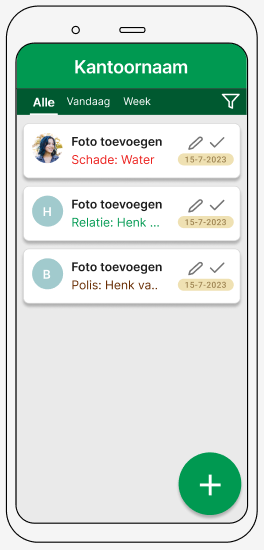 Kantoornaam
Alle Vandaag Week
Foto toevoegen
Schade: Water 15-7-2023
H Foto toevoegen
Relatie: Henk ... 15-7-2023
B Foto toevoegen
Polis: Henk va.. 15-7-2023